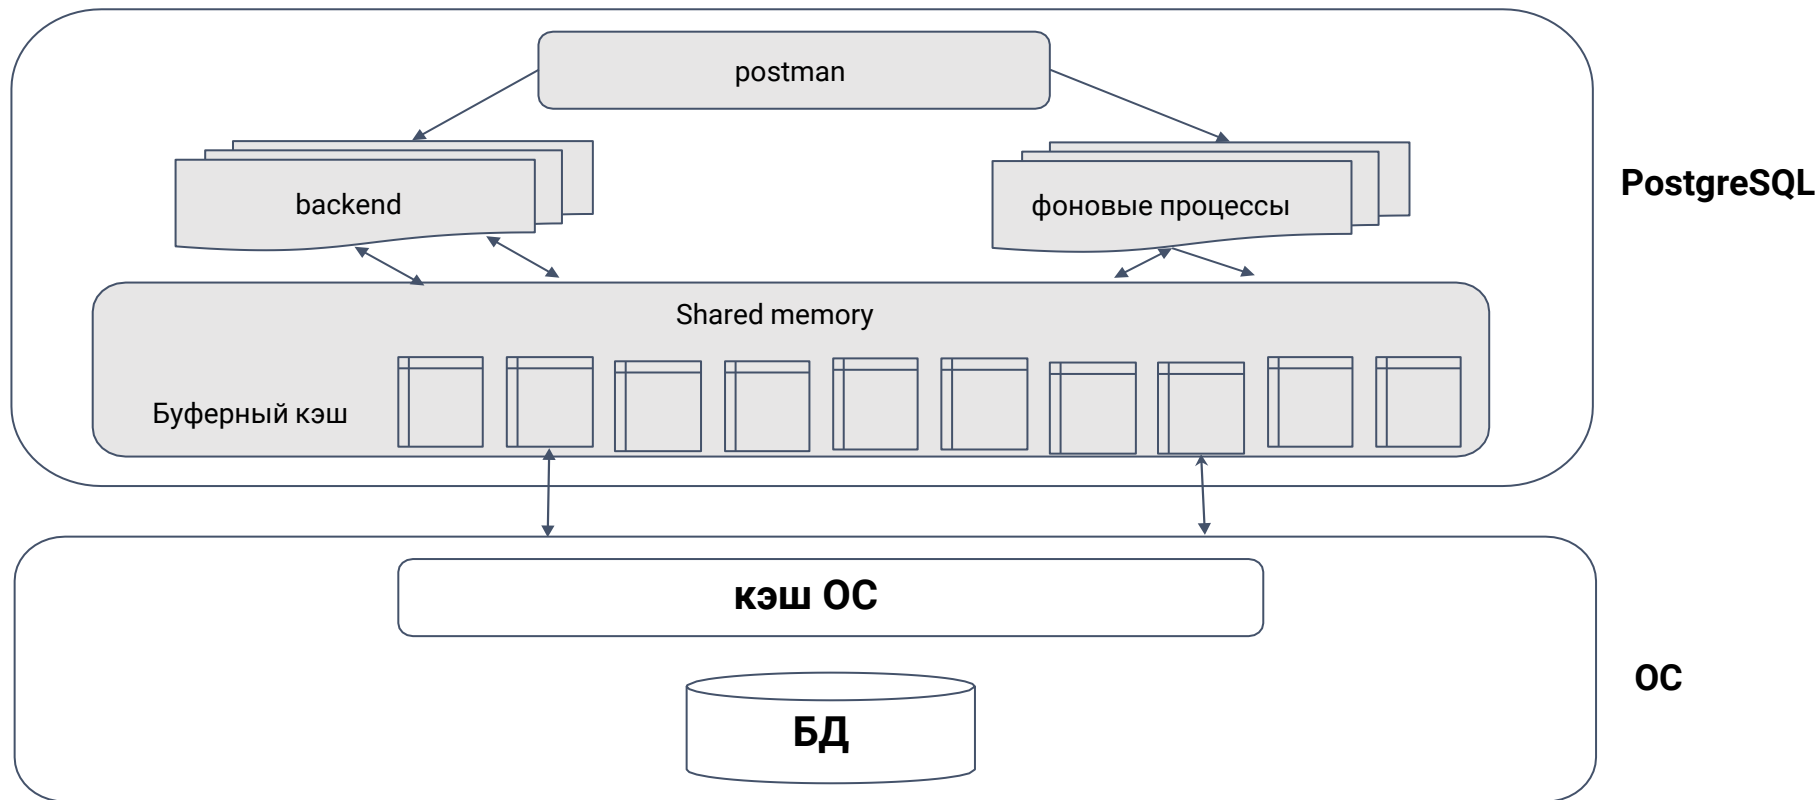 postman
backend
фоновые процессы
PostgreSQL
Shared memory
Буферный кэш
кэш ОС
ОС
БД